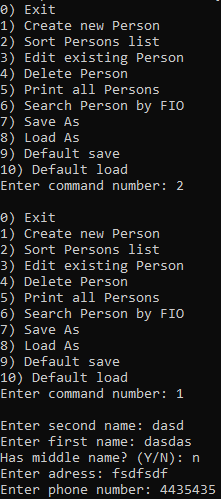 0) Exit
1) Create new Person
2) Sort Persons list
3) Edit existing Person
4) Delete Person
5) Print all Persons
6) Search Person by FIO
7) Save As
8) Load As
9) Default save
10) Default load
Enter command number: 2
0) Exit
1) Create new Person
2) Sort Persons list
3) Edit existing Person
4) Delete Person
5) Print all Persons
6) Search Person by FIO
7) Save As
8) Load As
9) Default save
10) Default load
Enter command number: 1
Enter second name: dasd
Enter first name: dasdas
Has middle name? (Y/N): n
Enter adress: fsdfsdf
Enter phone number: 4435435